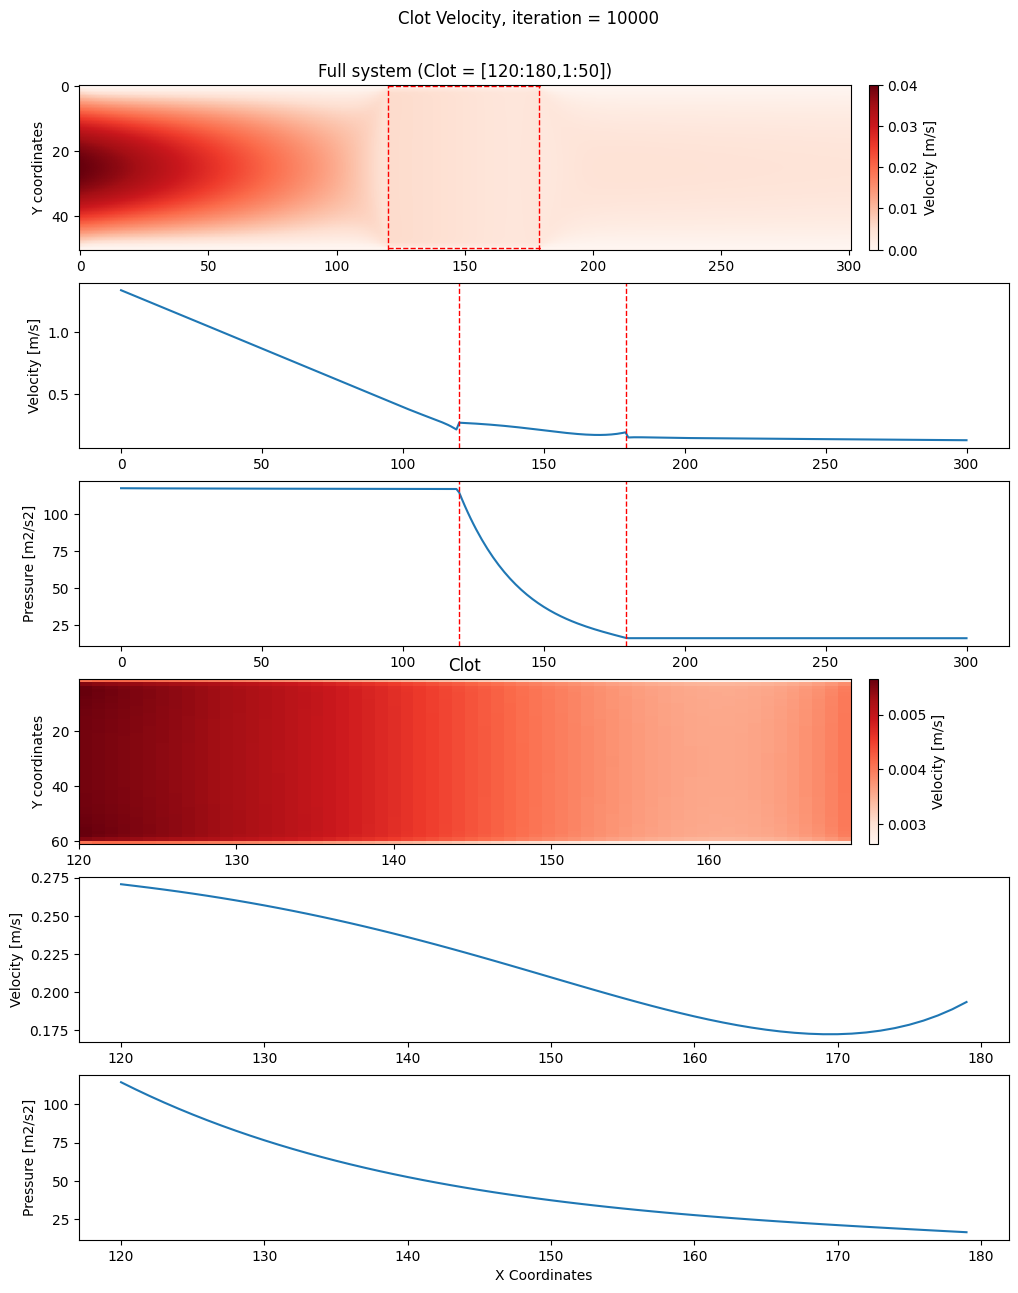 Clot Velocity, iteration = 10000
Full system (Clot = [120:180,1:50])
Y coordinates
0
20
40
0 50 100 150 200 250 300
0.04
0.03
0.02
0.01
0.00
Velocity [m/s]
Velocity [m/s]
1.0
0.5
0 50 100 150 200 250 300
Pressure [m2/s2]
100
75
50
25
0 50 100 150 200 250 300
Clot
Y coordinates
20
40
60
120 130 140 150 160
0.005
0.004
0.003
Velocity [m/s]
Velocity [m/s]
0.275
0.250
0.225
0.200
0.175
120 130 140 150 160 170 180
Pressure [m2/s2]
100
75
50
25
120 130 140 150 160 170 180
X Coordinates